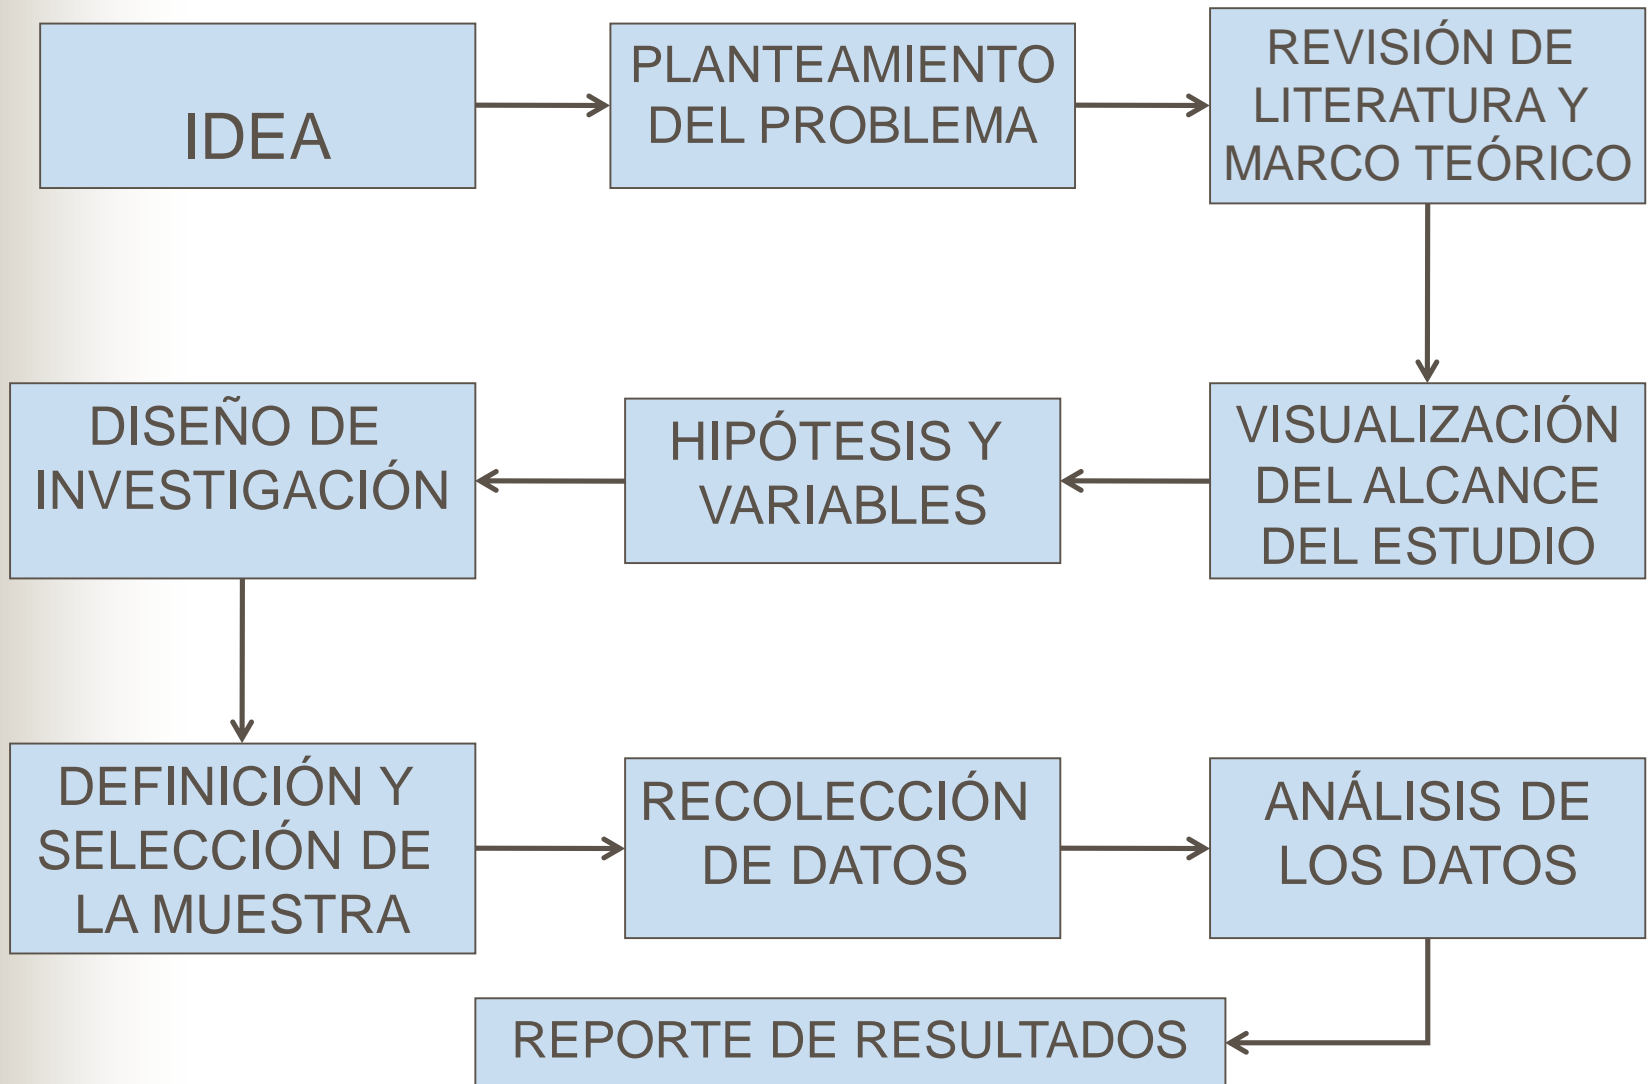 IDEA
PLANTEAMIENTO
DEL PROBLEMA
REVISIÓN DE
LITERATURA Y
MARCO TEÓRICO
VISUALIZACIÓN
DEL ALCANCE
DEL ESTUDIO
HIPÓTESIS Y
VARIABLES
DISEÑO DE
INVESTIGACIÓN
DEFINICIÓN Y
SELECCIÓN DE
LA MUESTRA
RECOLECCIÓN
DE DATOS
ANÁLISIS DE
LOS DATOS
REPORTE DE RESULTADOS